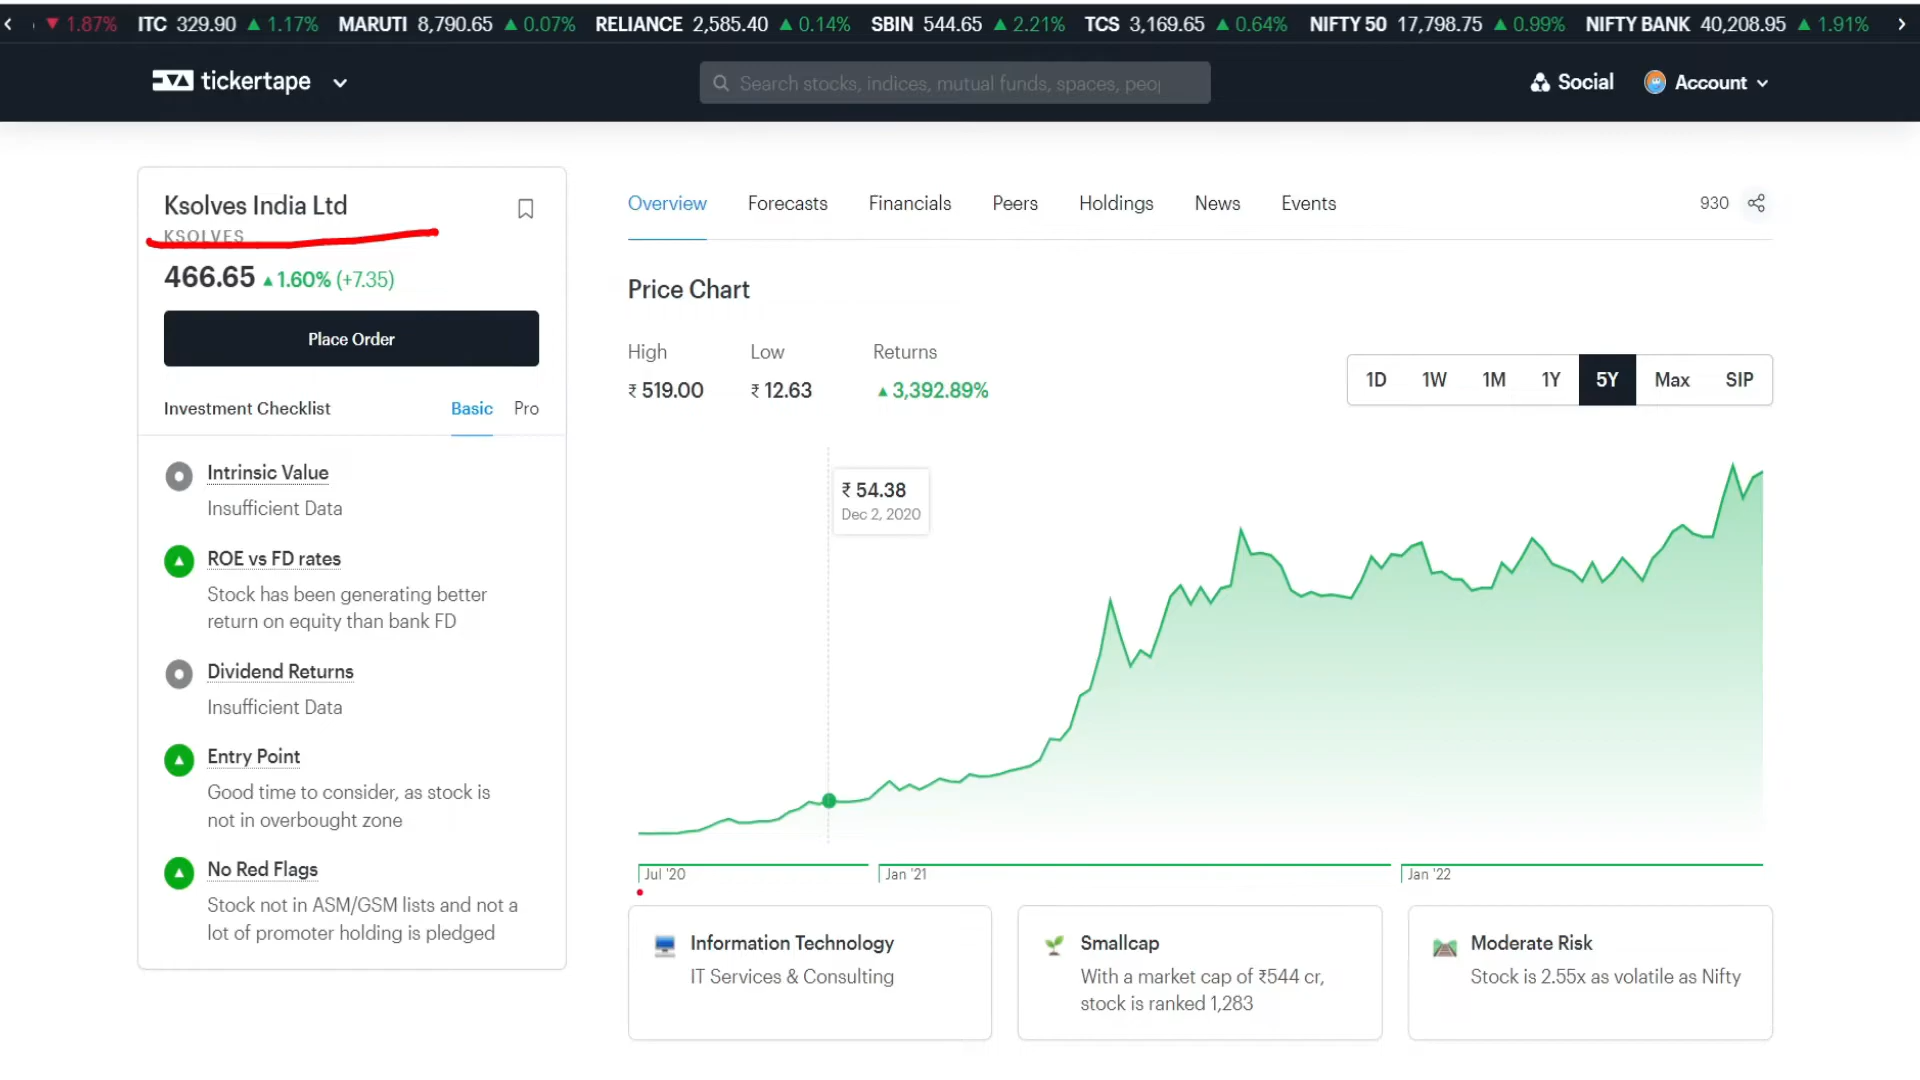 1.87% ITC 329.90 1.17% MARUTI 8,790.65 0.07% RELIANCE 2,585.40 0.14% SBIN 544.65 2.21% TCS 3,169.65 0.64% NIFTY 50 17,798.75 0.99% NIFTY BANK 40,208.95 1.91%
tickertape
Search stocks, indices, mutual funds, spaces, peop
Social
Account
Ksolves India Ltd
KSOLVES
466.65 1.60% (+7.35)
Place Order
Investment Checklist
Basic
Pro
Intrinsic Value
Insufficient Data
ROE vs FD rates
Stock has been generating better
return on equity than bank FD
Dividend Returns
Insufficient Data
Entry Point
Good time to consider, as stock is
not in overbought zone
No Red Flags
Stock not in ASM/GSM lists and not a
lot of promoter holding is pledged
Overview Forecasts Financials Peers Holdings News Events
930
Price Chart
High Low Returns
₹ 519.00 ₹ 12.63 3,392.89%
1D 1W 1M 1Y 5Y Max SIP
₹ 54.38
Dec 2, 2020
Jul '20 Jan '21 Jan '22
Information Technology
IT Services & Consulting
Smallcap
With a market cap of ₹544 cr,
stock is ranked 1,283
Moderate Risk
Stock is 2.55x as volatile as Nifty